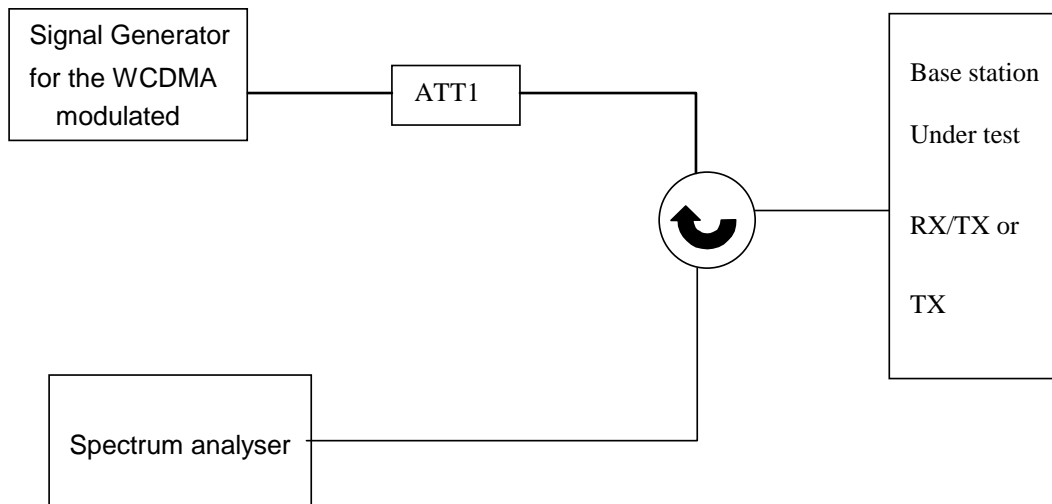 Signal Generator
for the WCDMA
modulated
ATT1
Base station
Under test
RX/TX or
TX
Spectrum analyser